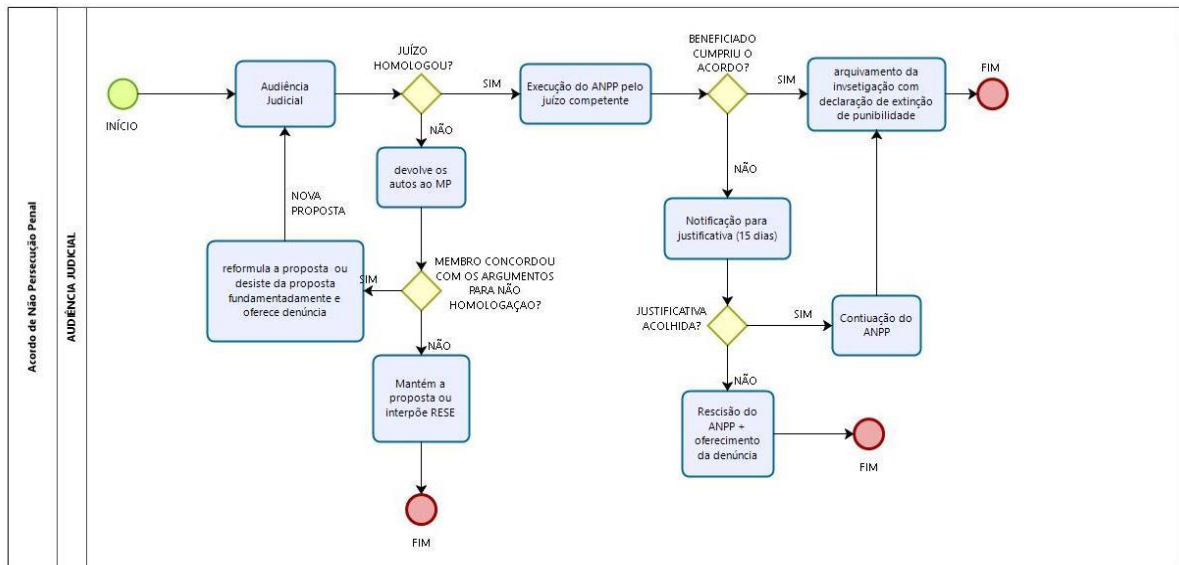 Acordo de Não Persecução Penal
AUDIÊNCIA JUDICIAL
INÍCIO
Audiência
Judicial
JUÍZO
HOMOLOGOU?
SIM
Execução do ANPP pelo
juízo competente
BENEFICIADO
CUMPRIU O
ACORDO?
SIM
arquivamento da
invsetigação com
declaração de extinção
de punibilidade
FIM
NÃO
devolve os
autos ao MP
NOVA
PROPOSTA
MEMBRO CONCORDOU
COM OS ARGUMENTOS
PARA NÃO
HOMOLOGAÇAO?
SIM
reformula a proposta ou
desiste da proposta
fundamentadamente e
oferece denúncia
NÃO
Mantém a
proposta ou
interpõe RESE
FIM
NÃO
Notificação para
justificativa (15 dias)
JUSTIFICATIVA
ACOLHIDA?
SIM
Contiuação do
ANPP
NÃO
Rescisão do
ANPP +
oferecimento
da denúncia
FIM